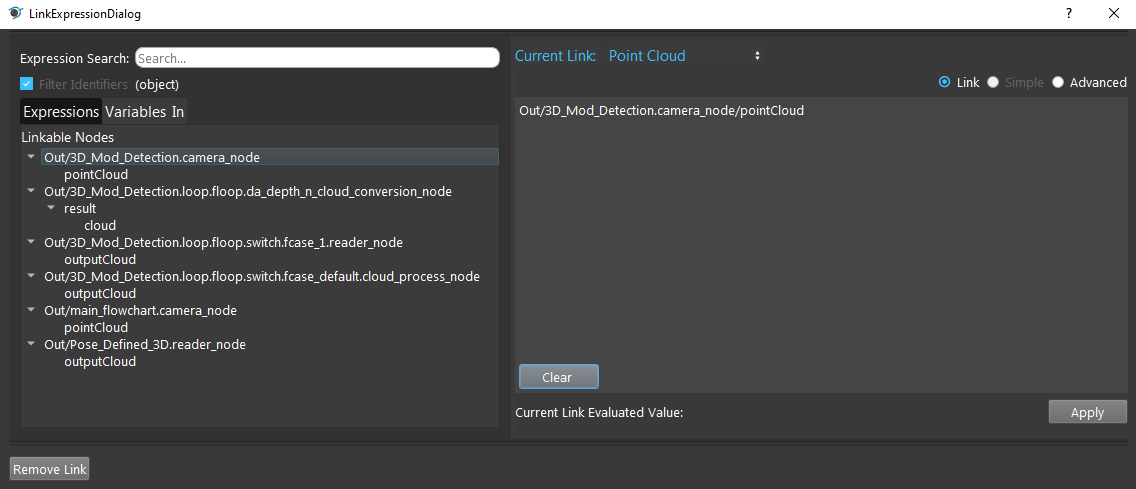 LinkExpressionDialog
?
Expression Search:
Search...
Filter Identifiers
(object)
Expressions
Variables In
Linkable Nodes
Out/3D_Mod_Detection.camera_node
pointCloud
Out/3D_Mod_Detection.loop.floop.da_depth_n_cloud_conversion_node
result
cloud
Out/3D_Mod_Detection.loop.floop.switch.fcase_1.reader_node
outputCloud
Out/3D_Mod_Detection.loop.floop.switch.fcase_default.cloud_process_node
outputCloud
Out/main_flowchart.camera_node
pointCloud
Out/Pose_Defined_3D.reader_node
outputCloud
Current Link:
Point Cloud
Link
Simple
Advanced
Out/3D_Mod_Detection.camera_node/pointCloud
Clear
Current Link Evaluated Value:
Apply
Remove Link